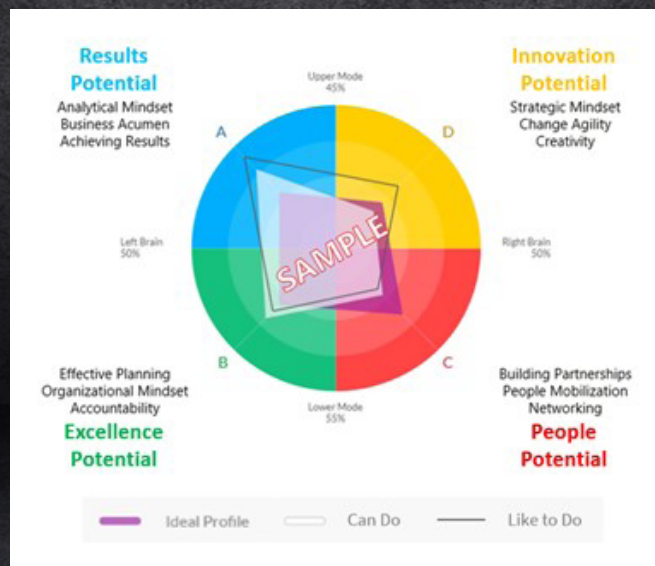 Results
Potential
Analytical Mindset
Business Acumen
Achieving Results
Upper Mode
45%
Innovation
Potential
Strategic Mindset
Change Agility
Creativity
A
D
Left Brain
50%
Right Brain
50%
SAMPLE
B
C
Effective Planning
Organizational Mindset
Accountability
Excellence
Potential
Lower Mode
55%
Building Partnerships
People Mobilization
Networking
People
Potential
Ideal Profile
Can Do
Like to Do